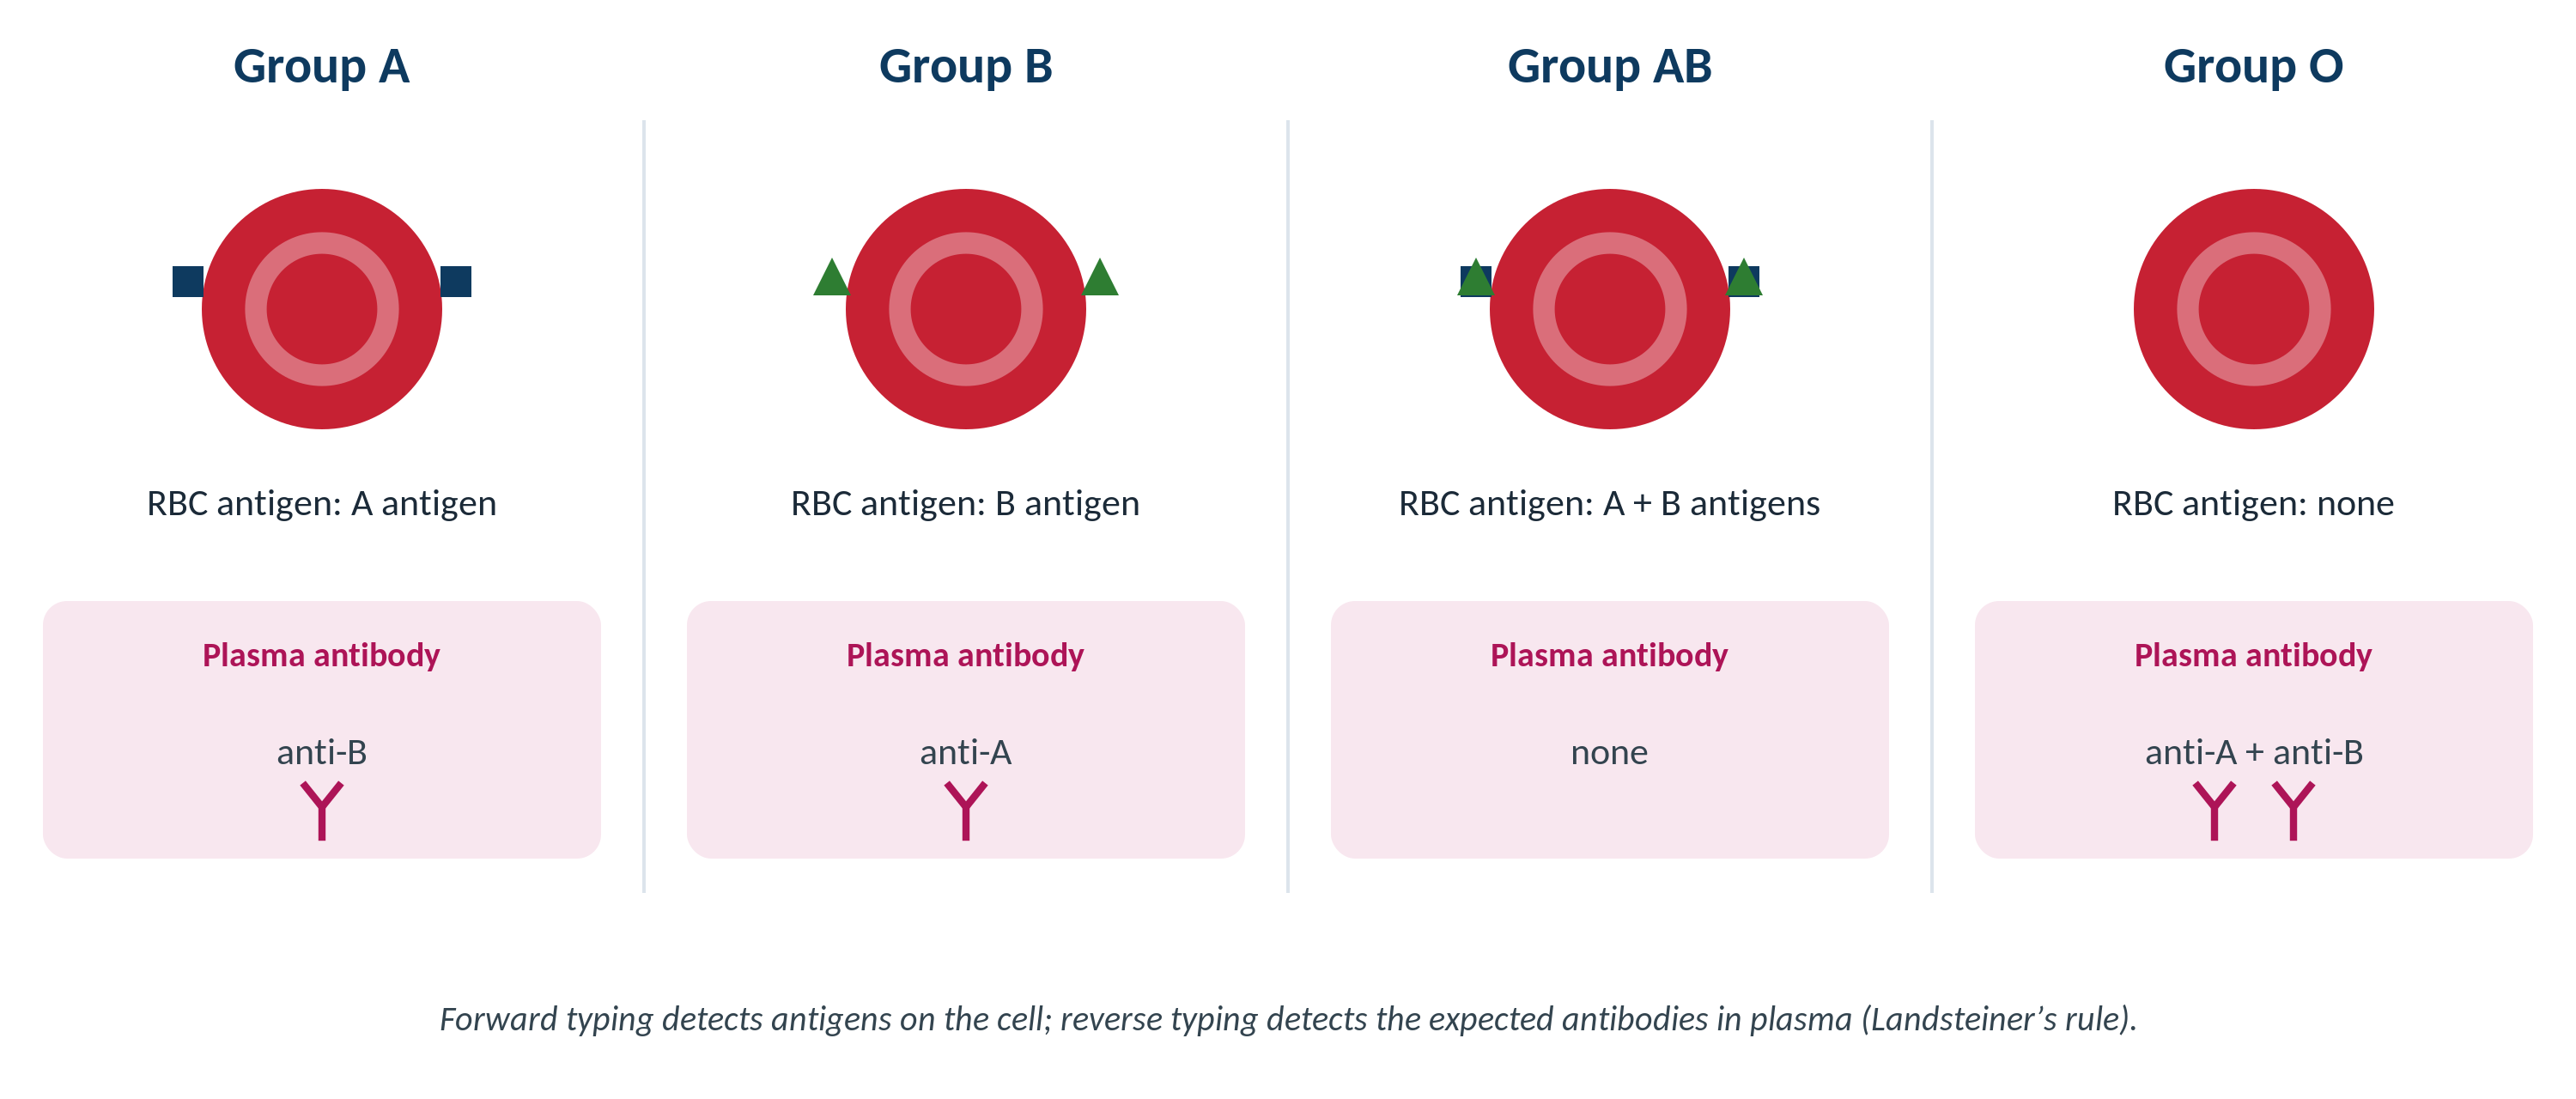 Group A
RBC antigen: A antigen
Plasma antibody
anti-B
Group B
RBC antigen: B antigen
Plasma antibody
anti-A
Group AB
RBC antigen: A + B antigens
Plasma antibody
none
Group O
RBC antigen: none
Plasma antibody
anti-A + anti-B
Forward typing detects antigens on the cell; reverse typing detects the expected antibodies in plasma (Landsteiner’s rule).